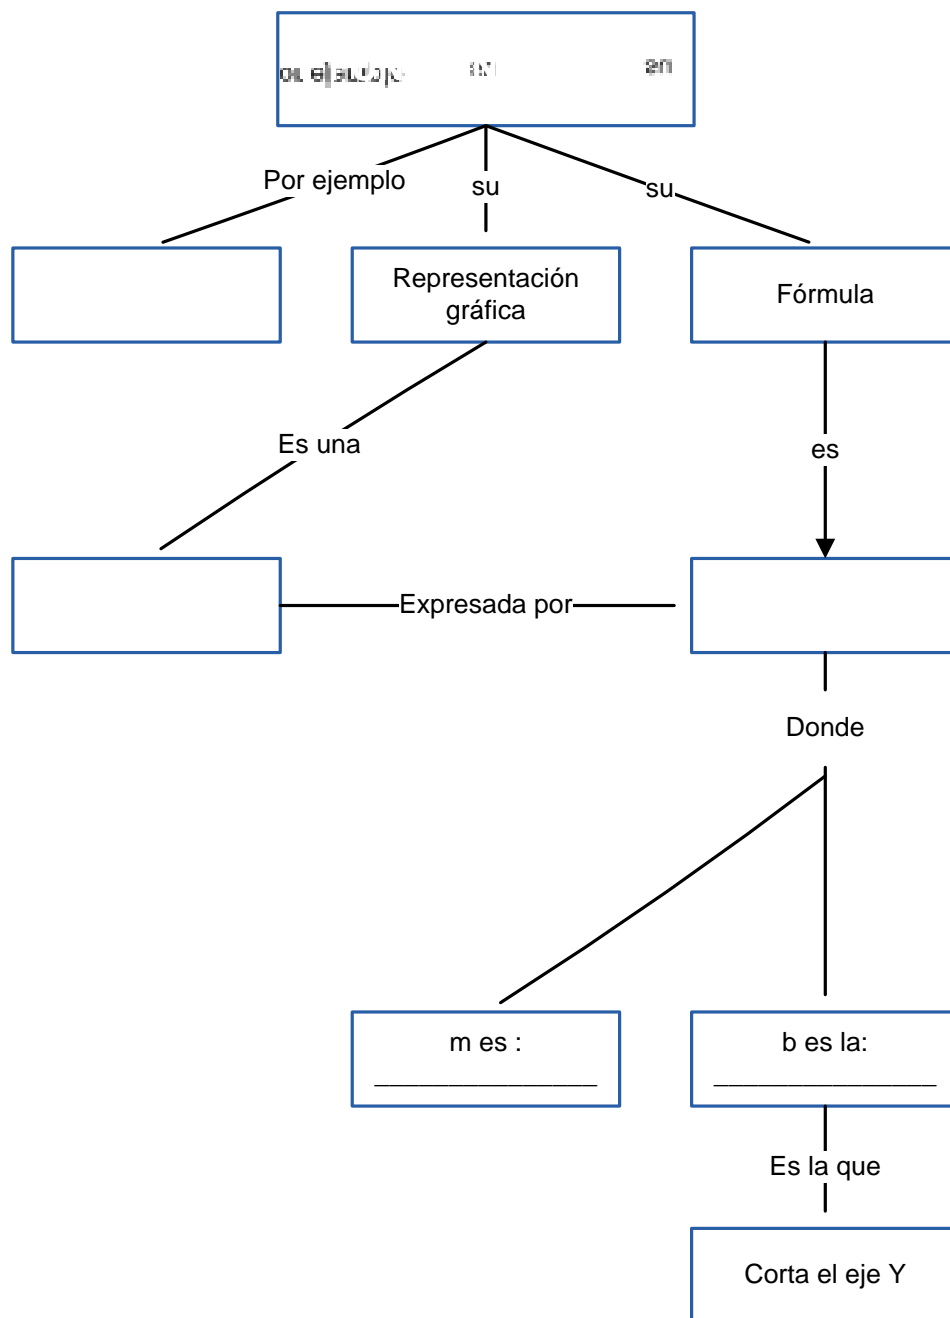 Por ejemplo
su
su
Representación
gráfica
Fórmula
Es una
es
Expresada por
Donde
m es :
_______________
b es la:
_______________
Es la que
Corta el eje Y